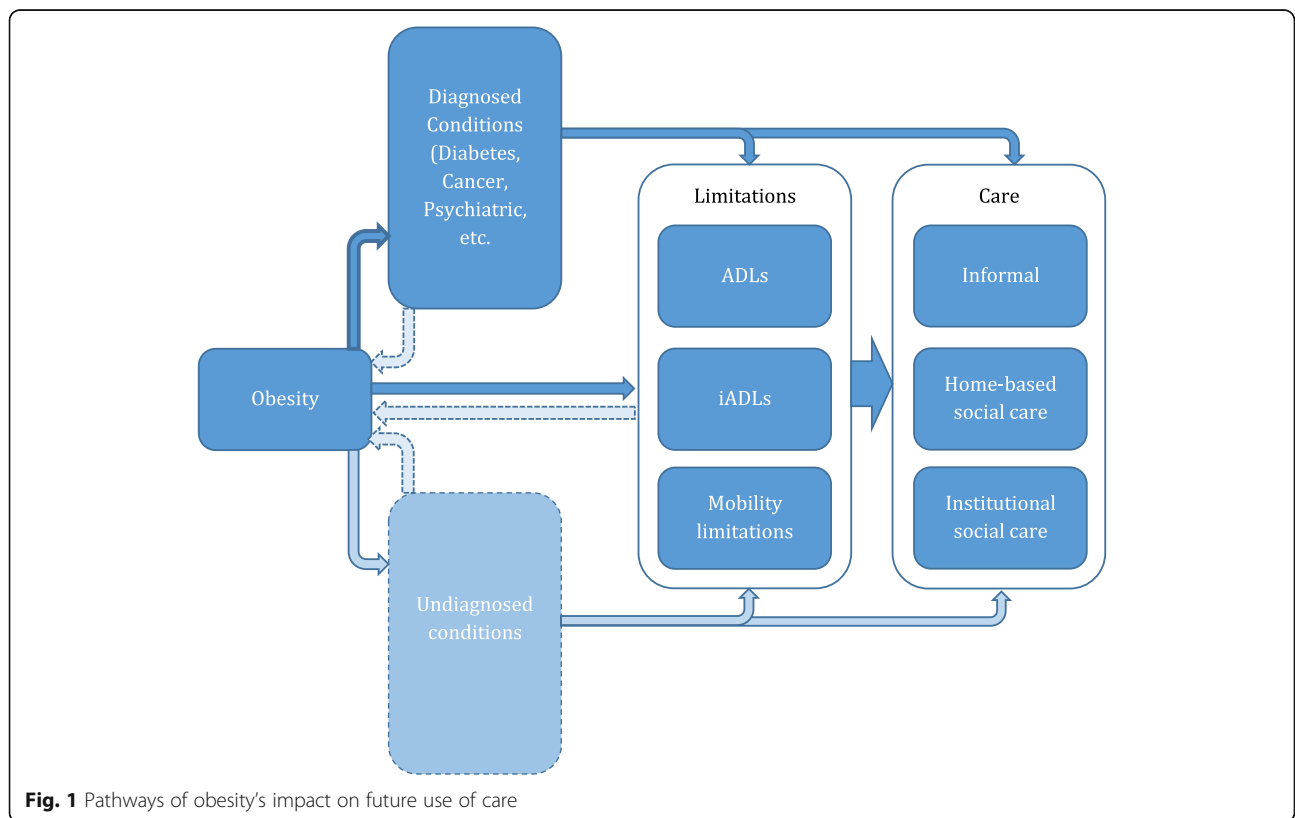 Diagnosed
Conditions
(Diabetes,
Cancer,
Psychiatric,
etc.
Limitations
Care
ADLs
Informal
Obesity
iADLs
Home-based
social care
Mobility
limitations
Institutional
social care
Undiagnosed
conditions
Fig. 1 Pathways of obesity's impact on future use of care